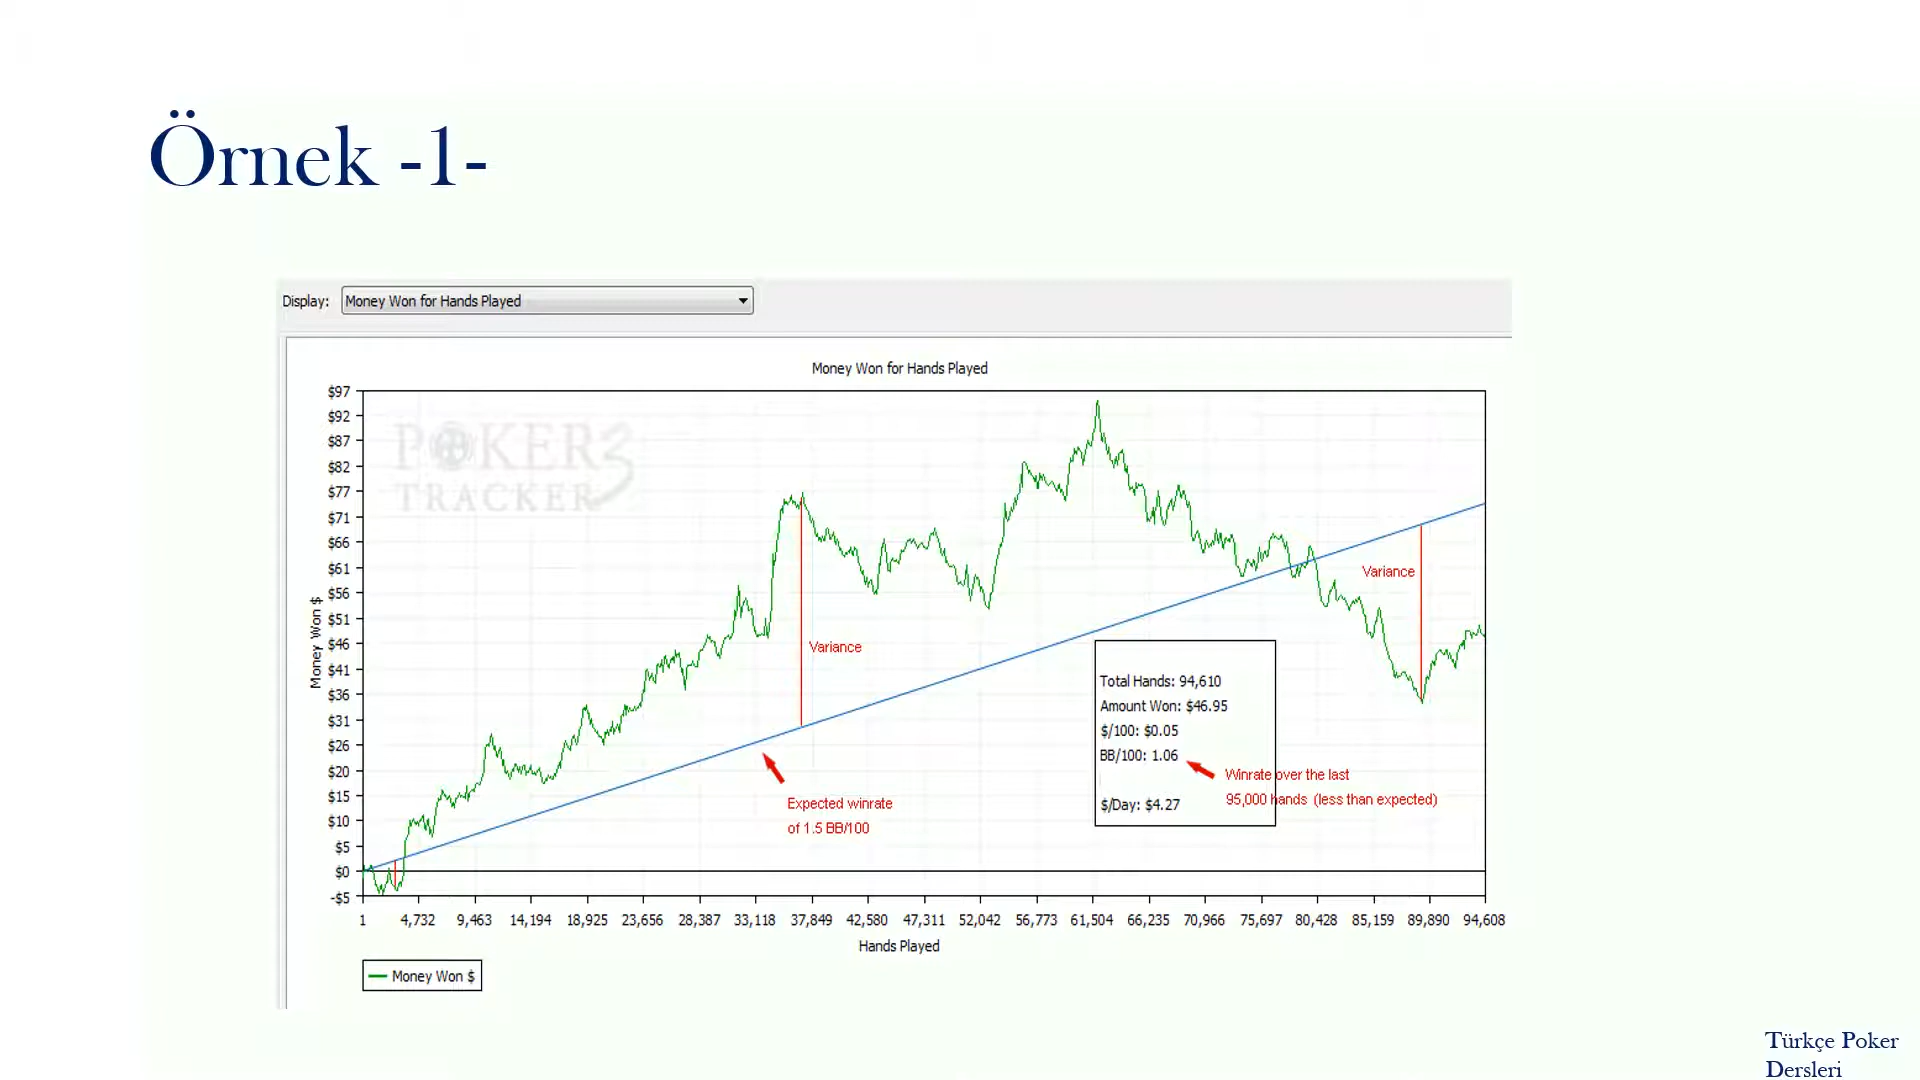 Örnek -1-
Display: Money Won for Hands Played
Money Won for Hands Played
POKER 3
TRACKER
$97
$92
$87
$82
$77
$71
$66
$61
$56
$51
$46
$41
$36
$31
$26
$20
$15
$10
$5
$0
-$5
Money Won $
Variance
Variance
Expected winrate
of 1.5 BB/100
Total Hands: 94,610
Amount Won: $46.95
$/100: $0.05
BB/100: 1.06
$/Day: $4.27
Winrate over the last
95,000 hands (less than expected)
1 4,732 9,463 14,194 18,925 23,656 28,387 33,118 37,849 42,580 47,311 52,042 56,773 61,504 66,235 70,966 75,697 80,428 85,159 89,890 94,608
Hands Played
Money Won $
Türkçe Poker
Dersleri